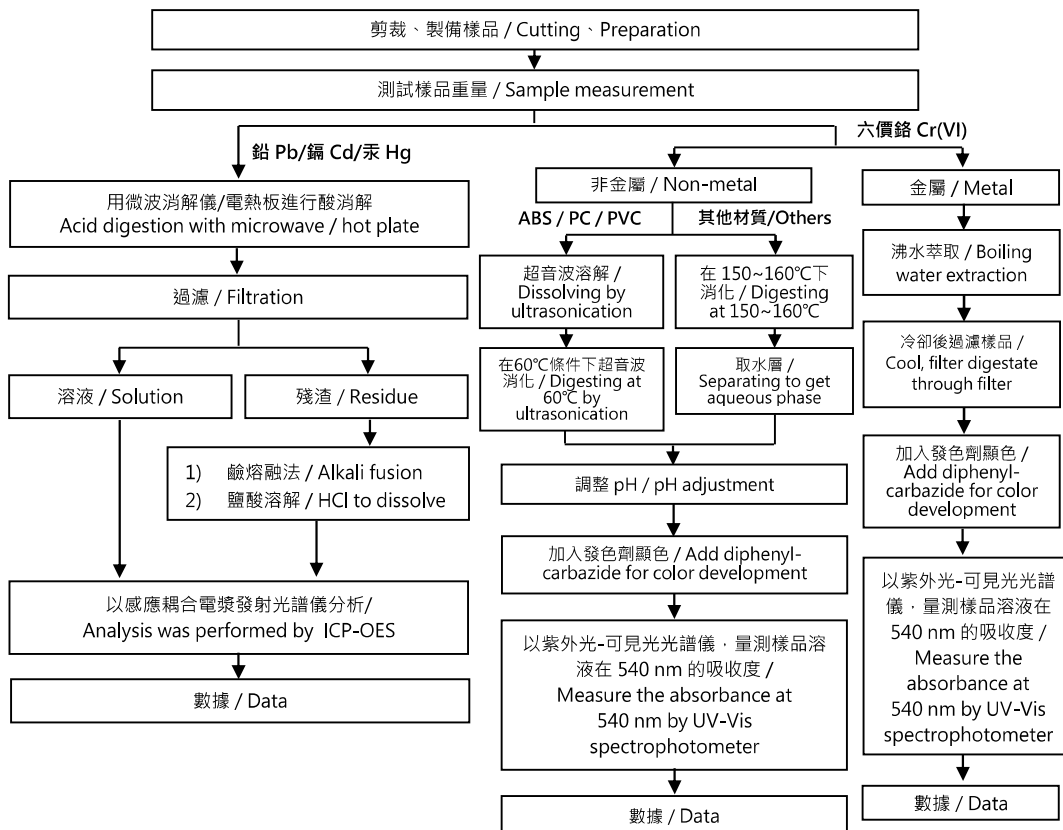 剪裁、製備樣品 / Cutting、Preparation
測試樣品重量 / Sample measurement
鉛 Pb/鎘 Cd/汞 Hg
用微波消解儀/電熱板進行酸消解
Acid digestion with microwave / hot plate
過濾 / Filtration
溶液 / Solution
殘渣 / Residue
1) 鹼熔融法 / Alkali fusion
2) 鹽酸溶解 / HCl to dissolve
以感應耦合電漿發射光譜儀分析/
Analysis was performed by ICP-OES
數據 / Data
六價鉻 Cr(VI)
非金屬 / Non-metal
ABS / PC / PVC
超音波溶解 /
Dissolving by
ultrasonication
在60℃條件下超音波
消化 / Digesting at
60℃ by
ultrasonication
其他材質/Others
在 150~160℃下
消化 / Digesting
at 150~160℃
取水層 /
Separating to get
aqueous phase
調整 pH / pH adjustment
加入發色劑顯色 / Add diphenyl-
carbazide for color development
以紫外光-可見光光譜儀，量測樣品溶
液在 540 nm 的吸收度 /
Measure the absorbance at
540 nm by UV-Vis
spectrophotometer
數據 / Data
金屬 / Metal
沸水萃取 / Boiling
water extraction
冷卻後過濾樣品 /
Cool, filter digestate
through filter
加入發色劑顯色 /
Add diphenyl-
carbazide for color
development
以紫外光-可見光光譜
儀，量測樣品溶液在
540 nm 的吸收度 /
Measure the
absorbance at
540 nm by UV-Vis
spectrophotometer
數據 / Data